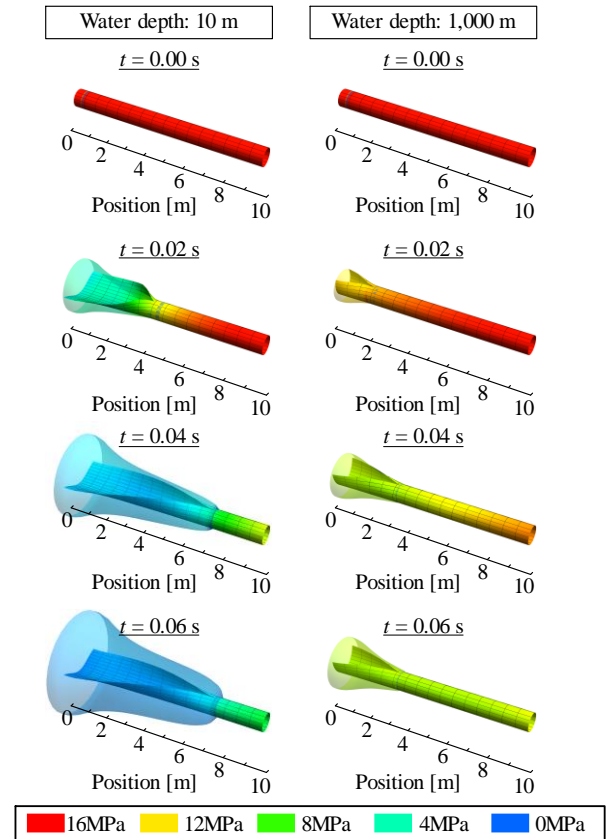 Water depth: 10 m
Water depth: 1,000 m
t = 0.00 s
t = 0.00 s
0 2 4 6 8 10
Position [m]
0 2 4 6 8 10
Position [m]
t = 0.02 s
t = 0.02 s
0 2 4 6 8 10
Position [m]
0 2 4 6 8 10
Position [m]
t = 0.04 s
t = 0.04 s
0 2 4 6 8 10
Position [m]
0 2 4 6 8 10
Position [m]
t = 0.06 s
t = 0.06 s
0 2 4 6 8 10
Position [m]
0 2 4 6 8 10
Position [m]
16MPa 12MPa 8MPa 4MPa 0MPa